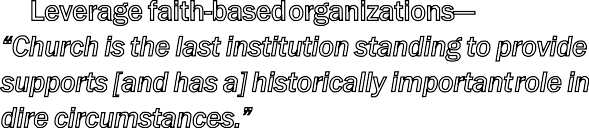 Leverage faith-based organizations—
“Church is the last institution standing to provide
supports [and has a] historically important role in
dire circumstances.”